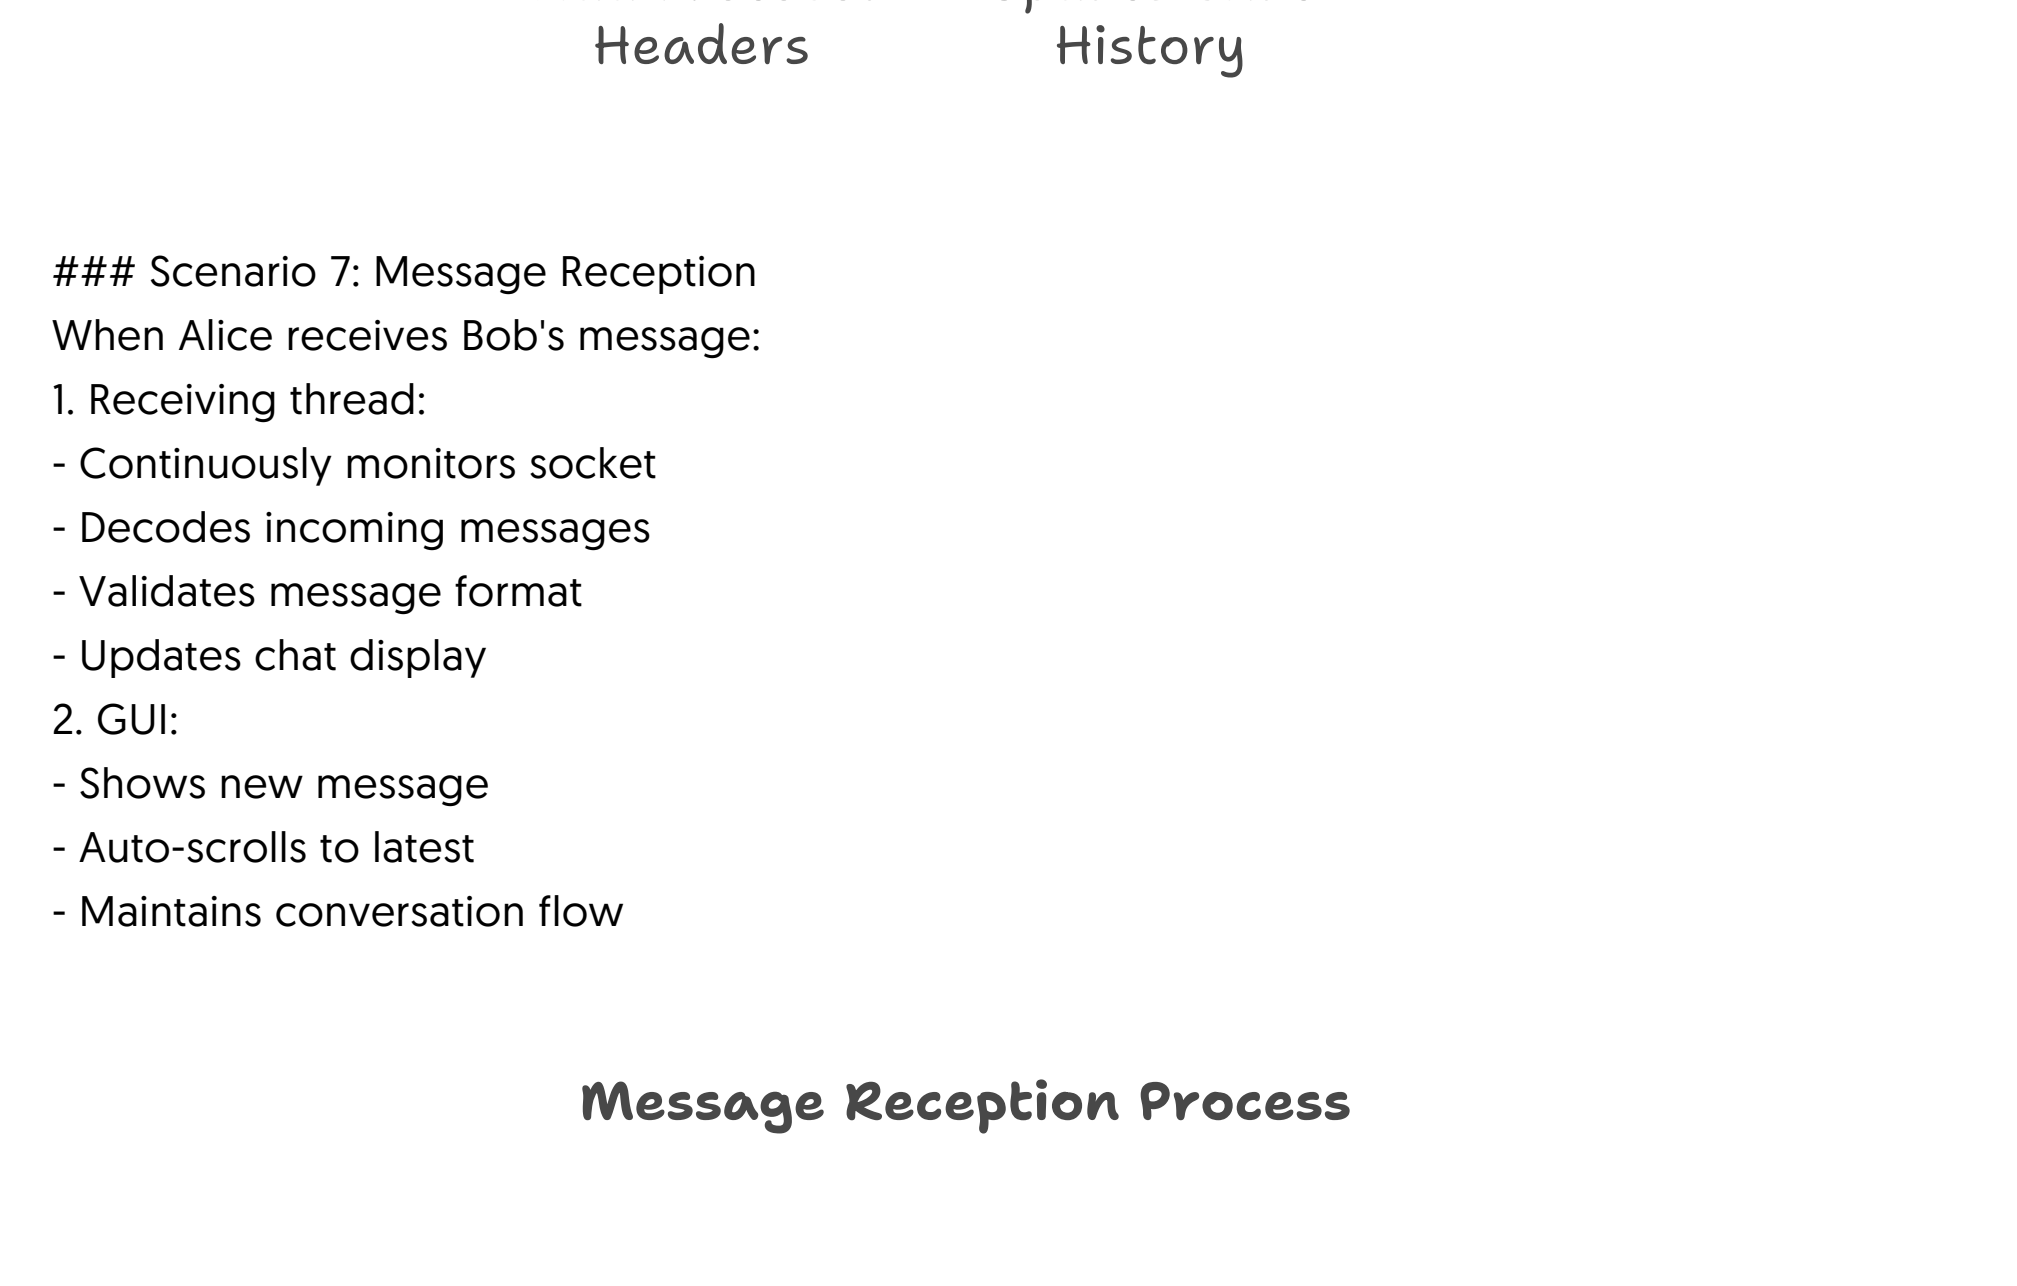 Headers History
### Scenario 7: Message Reception
When Alice receives Bob's message:
1. Receiving thread:
- Continuously monitors socket
- Decodes incoming messages
- Validates message format
- Updates chat display
2. GUI:
- Shows new message
- Auto-scrolls to latest
- Maintains conversation flow
Message Reception Process